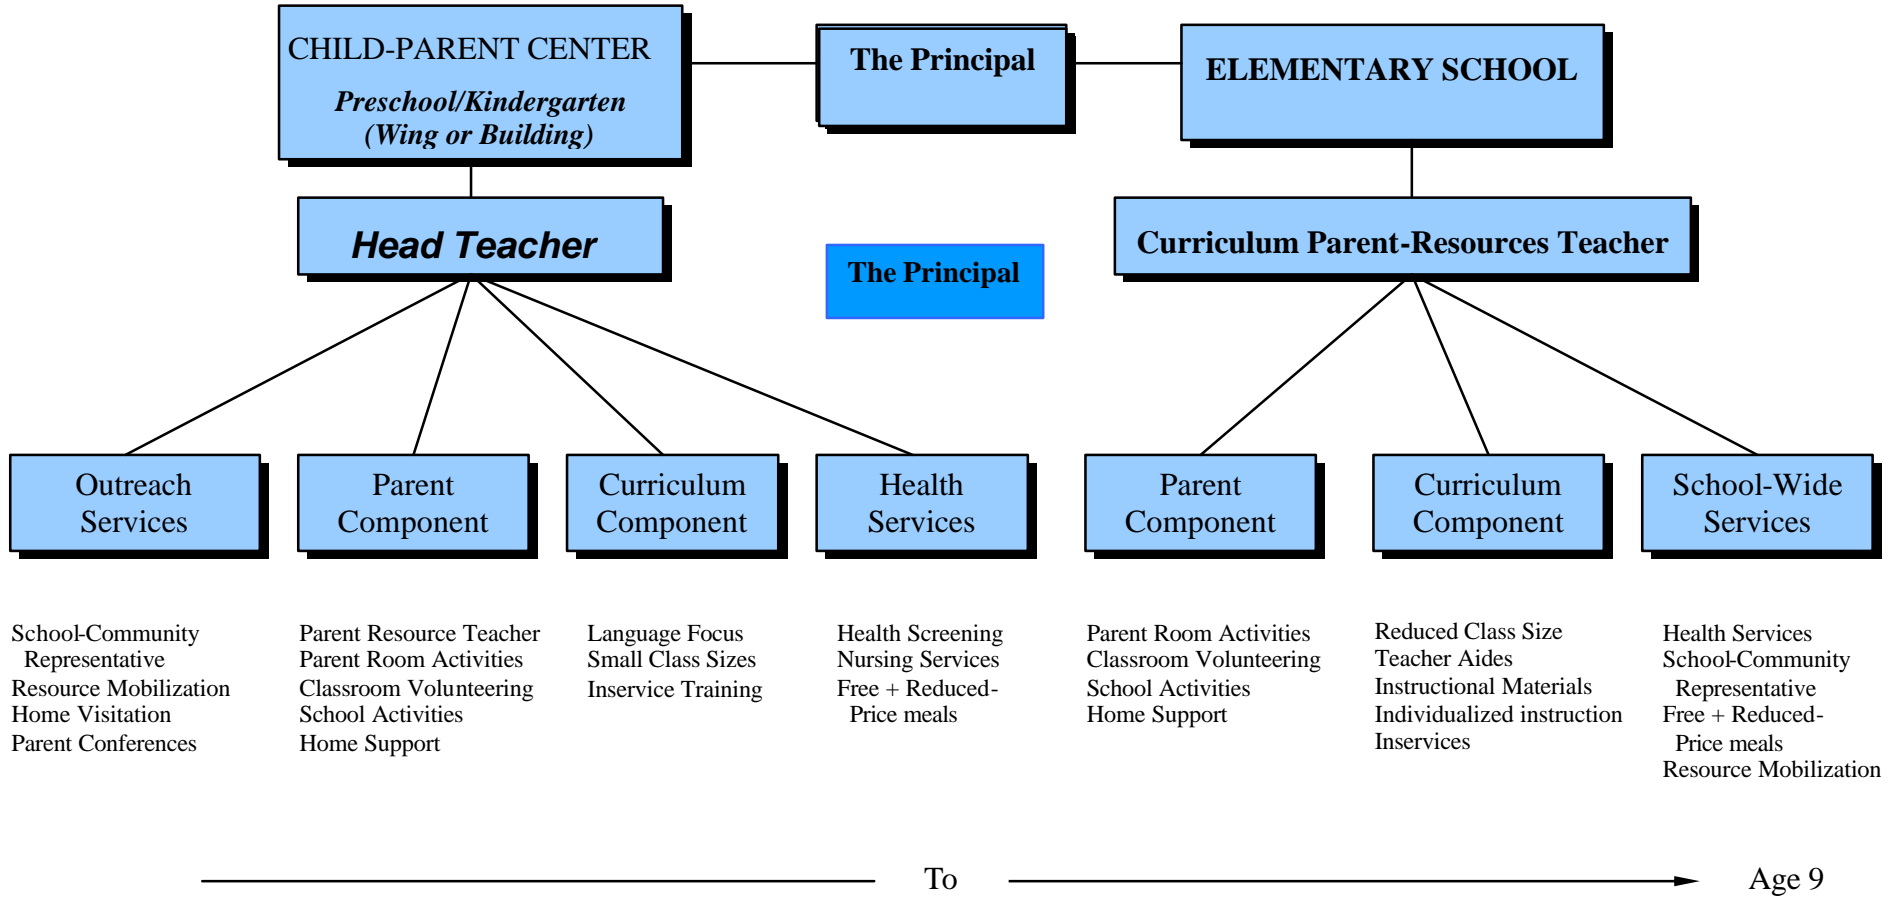 CHILD-PARENT CENTER
Preschool/Kindergarten
(Wing or Building)
The Principal
ELEMENTARY SCHOOL
Head Teacher
The Principal
Curriculum Parent-Resources Teacher
Outreach
Services
Parent
Component
Curriculum
Component
Health
Services
Parent
Component
Curriculum
Component
School-Wide
Services
School-Community
Representative
Resource Mobilization
Home Visitation
Parent Conferences
Parent Resource Teacher
Parent Room Activities
Classroom Volunteering
School Activities
Home Support
Language Focus
Small Class Sizes
Inservice Training
Health Screening
Nursing Services
Free + Reduced-
Price meals
Parent Room Activities
Classroom Volunteering
School Activities
Home Support
Reduced Class Size
Teacher Aides
Instructional Materials
Individualized instruction
Inservices
Health Services
School-Community
Representative
Free + Reduced-
Price meals
Resource Mobilization
To
Age 9